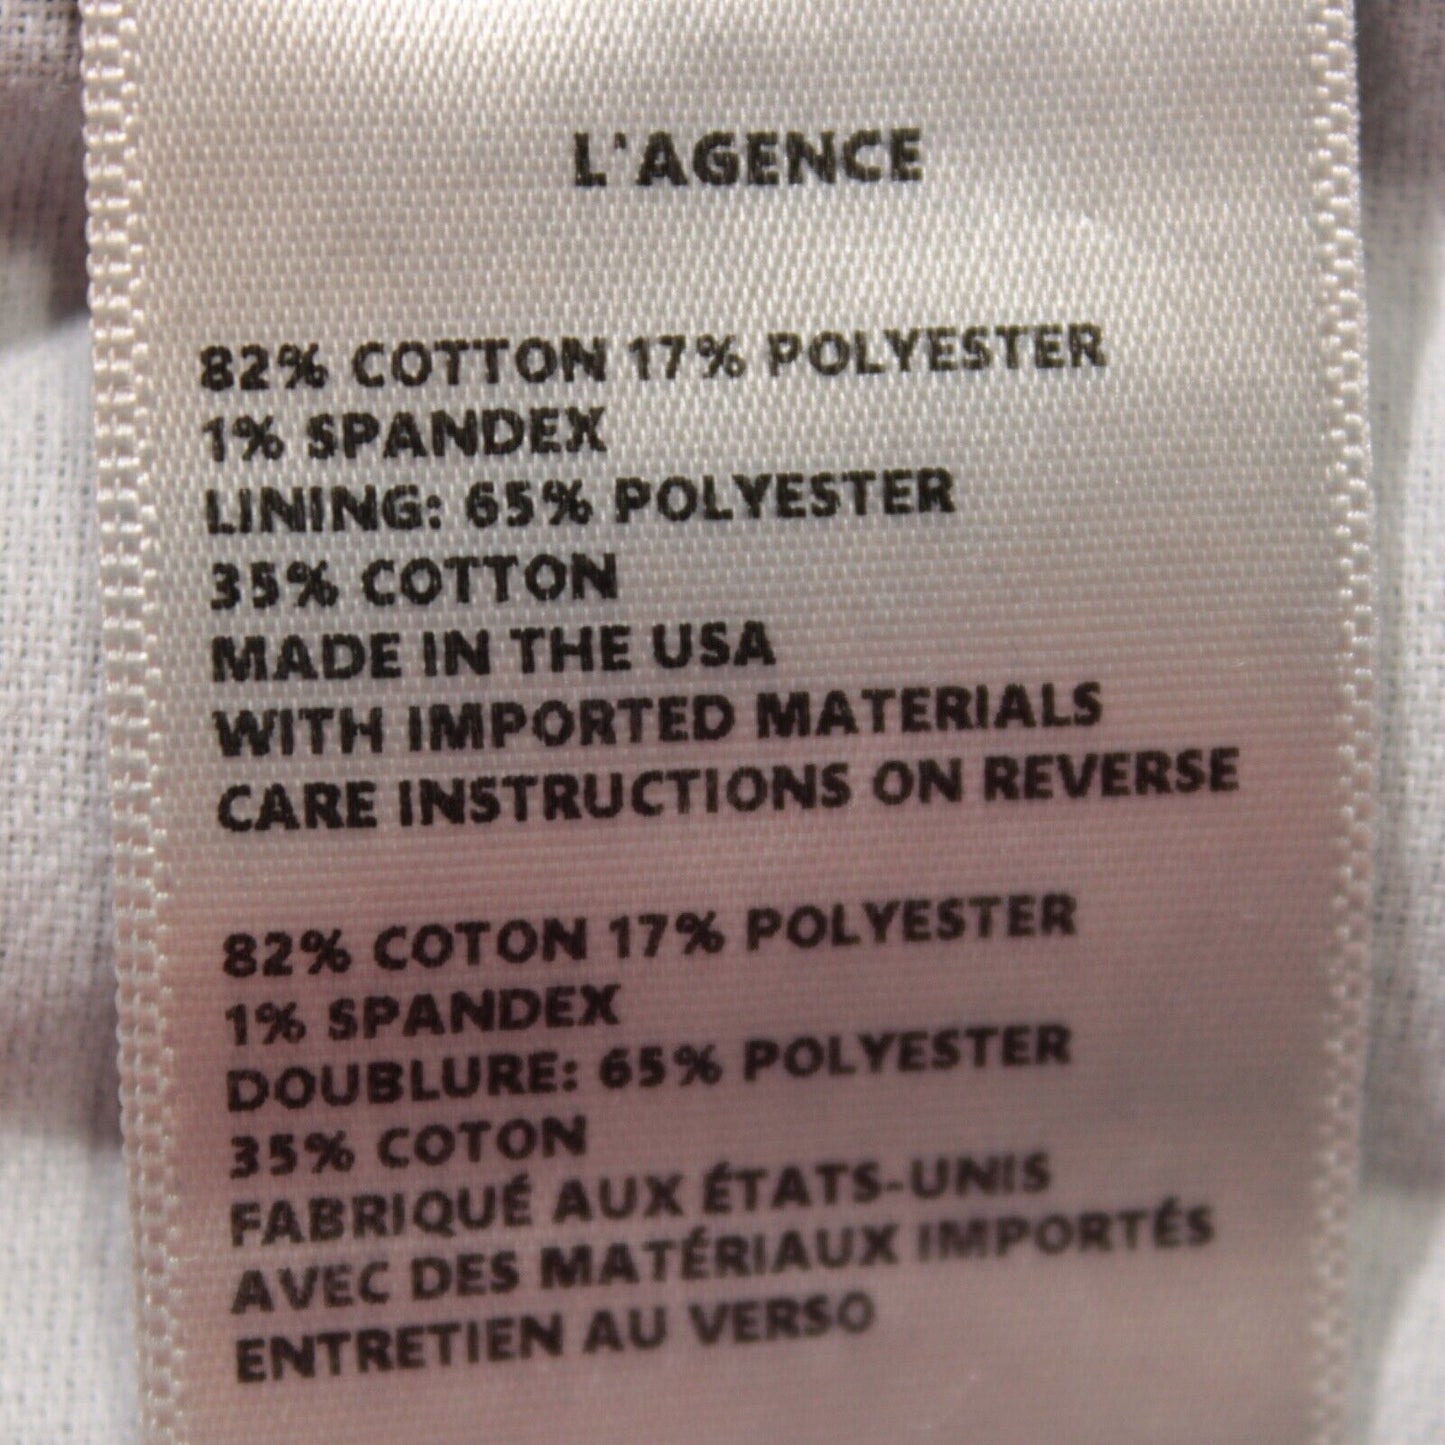 L'AGENCE
82% COTTON 17% POLYESTER
1% SPANDEX
LINING: 65% POLYESTER
35% COTTON
MADE IN THE USA
WITH IMPORTED MATERIALS
CARE INSTRUCTIONS ON REVERSE
82% COTON 17% POLYESTER
1% SPANDEX
DOUBLURE: 65% POLYESTER
35% COTON
FABRIQUÉ AUX ÉTATS-UNIS
AVEC DES MATÉRIAUX IMPORTÉS
ENTRETIEN AU VERSO